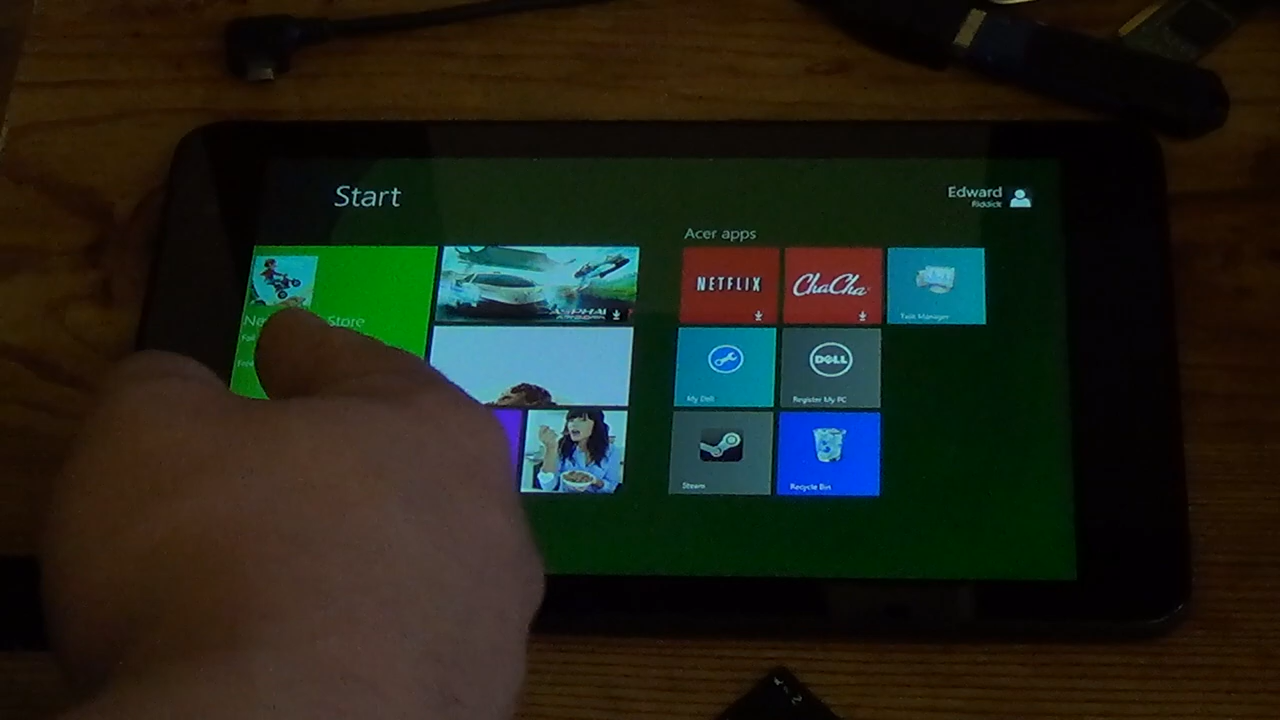 Start
Edward
Riddick
Acer apps
NETFLIX
ChaCha
Task Manager
Store
My Dell
DELL
Register My PC
Steam
Recycle Bin